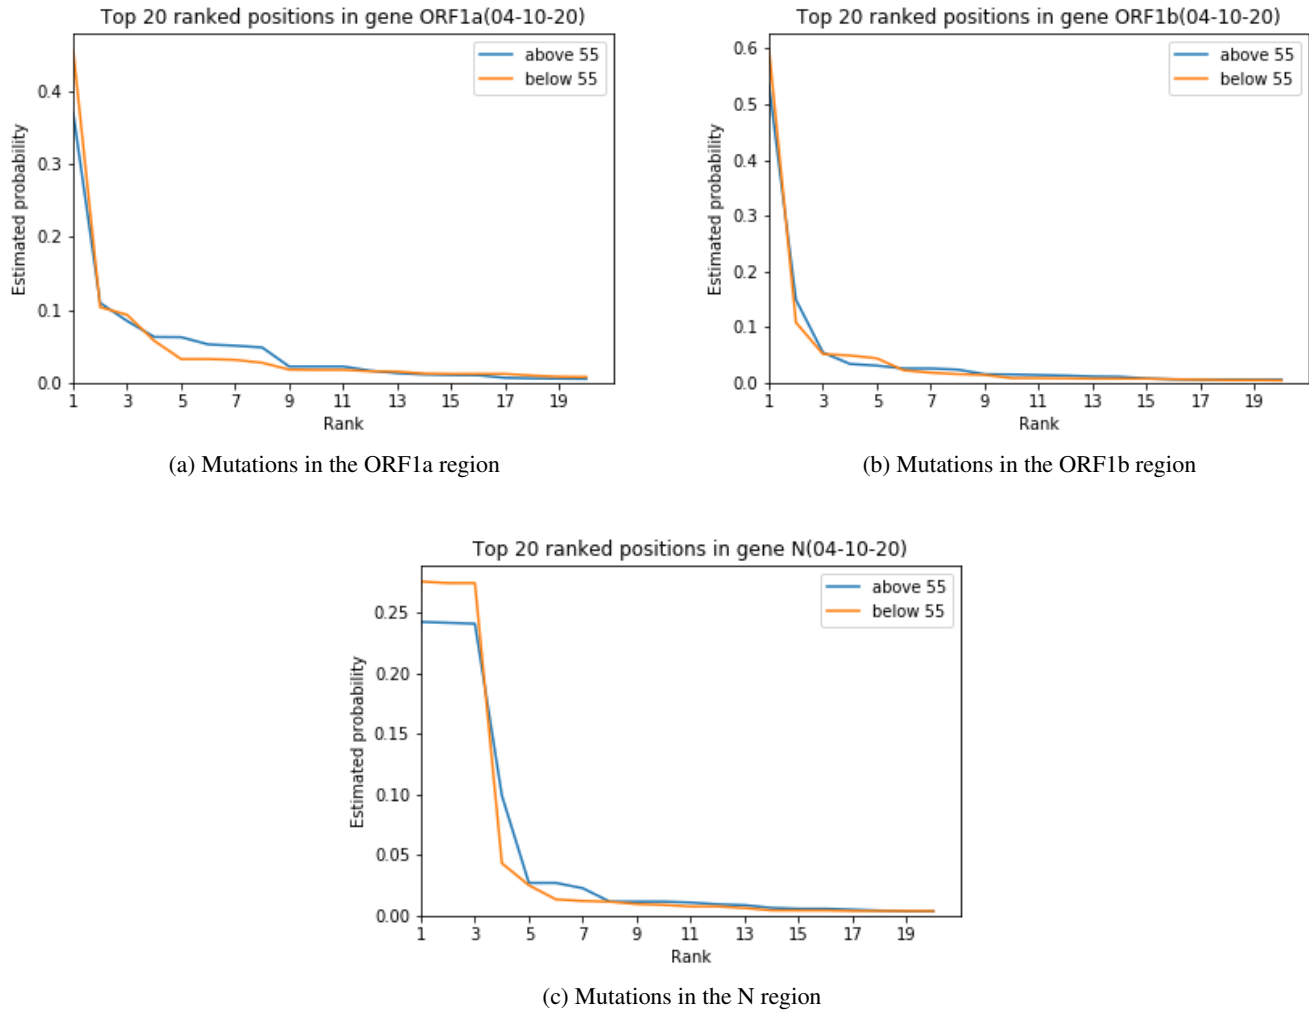 Top 20 ranked positions in gene ORF1a(04-10-20)
above 55
below 55
0.4
0.3
0.2
0.1
0.0
Estimated probability
1 3 5 7 9 11 13 15 17 19
Rank
(a) Mutations in the ORF1a region
Top 20 ranked positions in gene ORF1b(04-10-20)
above 55
below 55
0.6
0.5
0.4
0.3
0.2
0.1
0.0
Estimated probability
1 3 5 7 9 11 13 15 17 19
Rank
(b) Mutations in the ORF1b region
Top 20 ranked positions in gene N(04-10-20)
above 55
below 55
0.25
0.20
0.15
0.10
0.05
0.00
Estimated probability
1 3 5 7 9 11 13 15 17 19
Rank
(c) Mutations in the N region